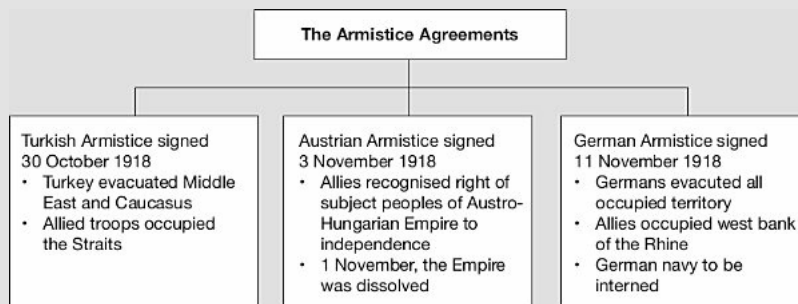 The Armistice Agreements
Turkish Armistice signed
30 October 1918
• Turkey evacuated Middle
East and Caucasus
• Allied troops occupied
the Straits
Austrian Armistice signed
3 November 1918
• Allies recognised right of
subject peoples of Austro-
Hungarian Empire to
independence
• 1 November, the Empire
was dissolved
German Armistice signed
11 November 1918
• Germans evacuted all
occupied territory
• Allies occupied west bank
of the Rhine
• German navy to be
interned